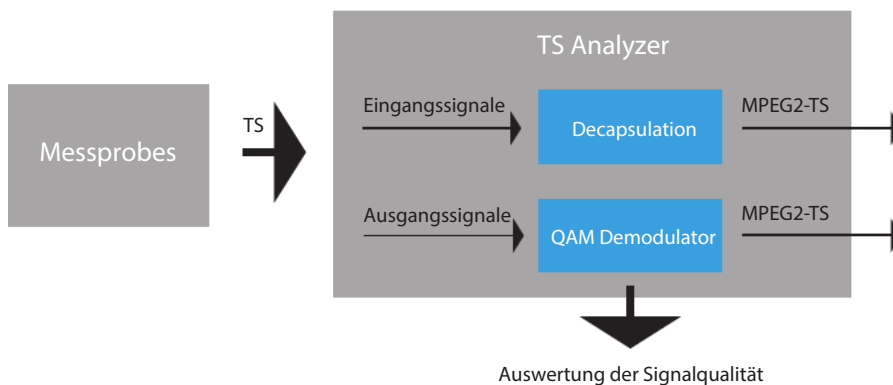 TS Analyzer
Messprobes
TS
Eingangssignale
Decapsulation
MPEG2-TS
Ausgangssignale
QAM Demodulator
MPEG2-TS
Auswertung der Signalqualität